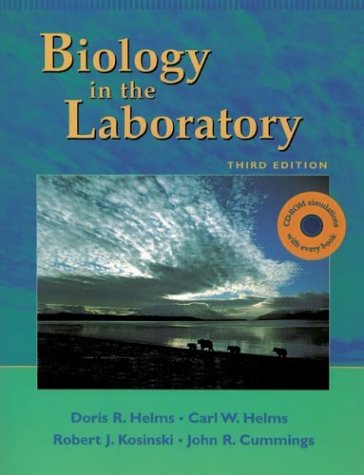 Biology
in the
Laboratory
THIRD EDITION
CD-ROM simulations
with every book
Doris R. Helms • Carl W. Helms
Robert J. Kosinski • John R. Cummings